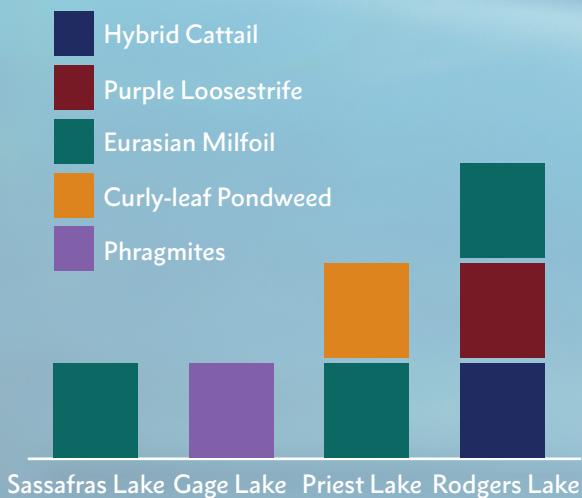 Hybrid Cattail
Purple Loosestrife
Eurasian Milfoil
Curly-leaf Pondweed
Phragmites
Sassafras Lake Gage Lake Priest Lake Rodgers Lake